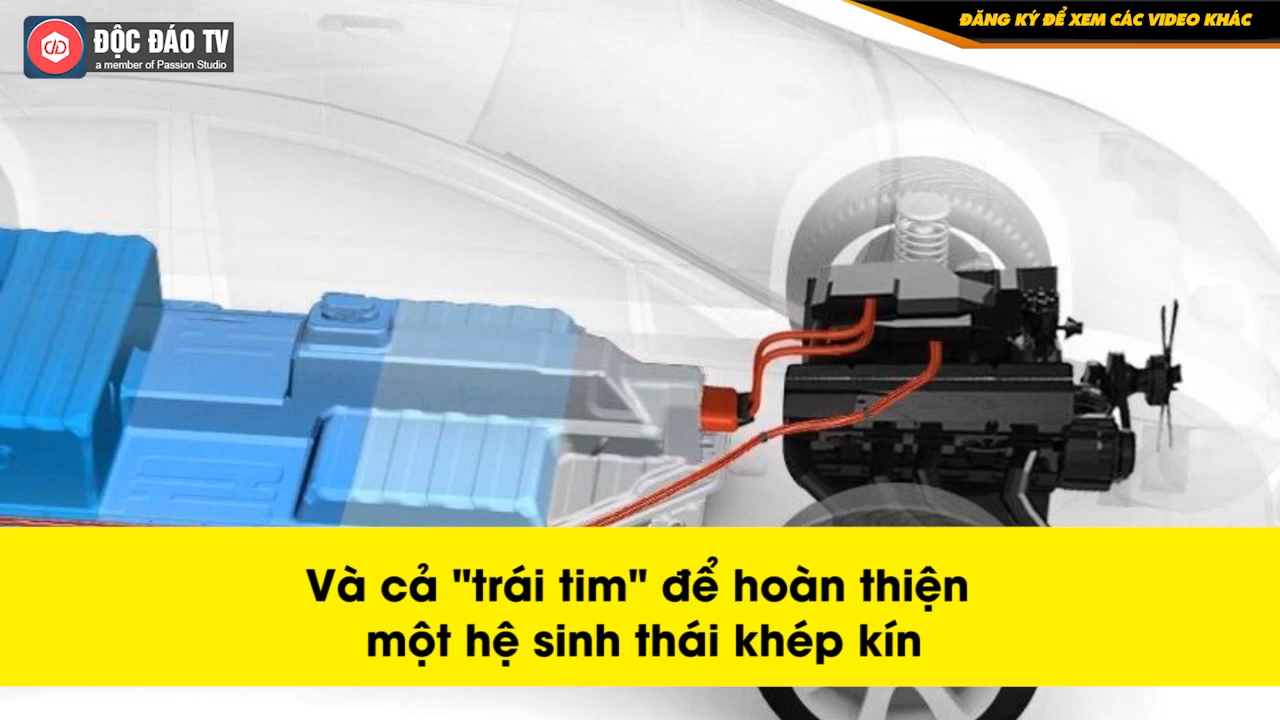 ĐỘC ĐÁO TV
a member of Passion Studio
ĐĂNG KÝ ĐỂ XEM CÁC VIDEO KHÁC
Và cả "trái tim" để hoàn thiện
một hệ sinh thái khép kín